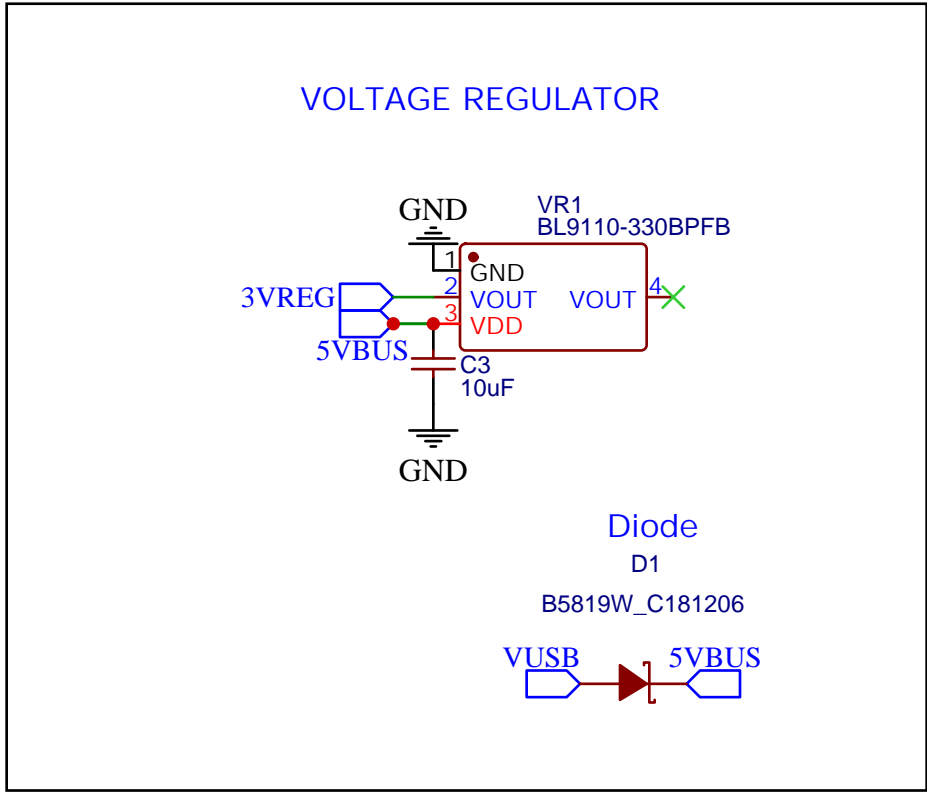 VOLTAGE REGULATOR
GND
VR1
BL9110-330BPFB
1
GND
3VREG
2
VOUT
VOUT
4
5VBUS
3
VDD
C3
10uF
GND
Diode
D1
B5819W_C181206
VUSB
5VBUS